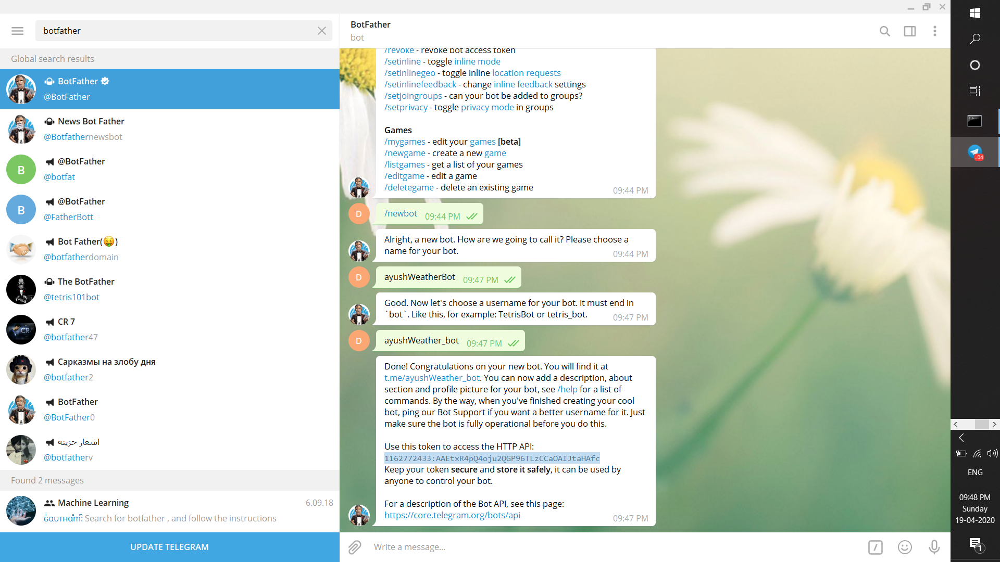 botfather
Global search results
BotFather
@BotFather
News Bot Father
@Botfathernewsbot
B
@BotFather
@botfat
B
@BotFather
@FatherBott
Bot Father(🤑)
@botfatherdomain
The BotFather
@tetris101bot
CR 7
@botfather47
Сарказмы на злобу дня
@botfather2
BotFather
@BotFather0
اشعار حزینه
@botfatherv
Found 2 messages
Machine Learning
6.09.18
Search for botfather , and follow the instructions
UPDATE TELEGRAM
BotFather
bot
/revoke - revoke bot access token
/setinline - toggle inline mode
/setinlinegeo - toggle inline location requests
/setinlinefeedback - change inline feedback settings
/setjoingroups - can your bot be added to groups?
/setprivacy - toggle privacy mode in groups
Games
/mygames - edit your games [beta]
/newgame - create a new game
/listgames - get a list of your games
/editgame - edit a game
/deletegame - delete an existing game
09:44 PM
D
/newbot 09:44 PM
Alright, a new bot. How are we going to call it? Please choose a
name for your bot.
09:44 PM
D
ayushWeatherBot 09:47 PM
Good. Now let's choose a username for your bot. It must end in
`bot`. Like this, for example: TetrisBot or tetris_bot.
09:47 PM
D
ayushWeather_bot 09:47 PM
Done! Congratulations on your new bot. You will find it at
t.me/ayushWeather_bot. You can now add a description, about
section and profile picture for your bot, see /help for a list of
commands. By the way, when you've finished creating your cool
bot, ping our Bot Support if you want a better username for it. Just
make sure the bot is fully operational before you do this.
Use this token to access the HTTP API:
1162772433:AAEtxR4pQ4oju2QGP96TLzCCaOAIJtaHAfc
Keep your token secure and store it safely, it can be used by
anyone to control your bot.
For a description of the Bot API, see this page:
https://core.telegram.org/bots/api
09:47 PM
Write a message...
..04
ENG
09:48 PM
Sunday
19-04-2020
1